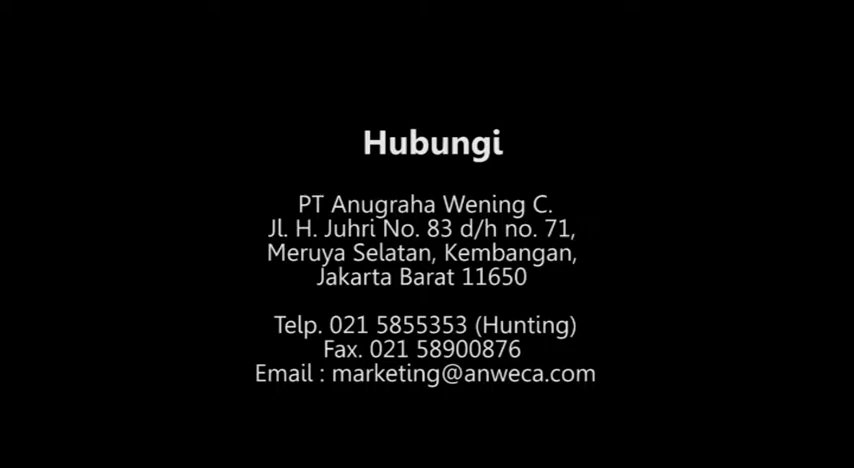 Hubungi
PT Anugraha Wening C.
Jl. H. Juhri No. 83 d/h no. 71,
Meruya Selatan, Kembangan,
Jakarta Barat 11650
Telp. 021 5855353 (Hunting)
Fax. 021 58900876
Email : marketing@anweca.com